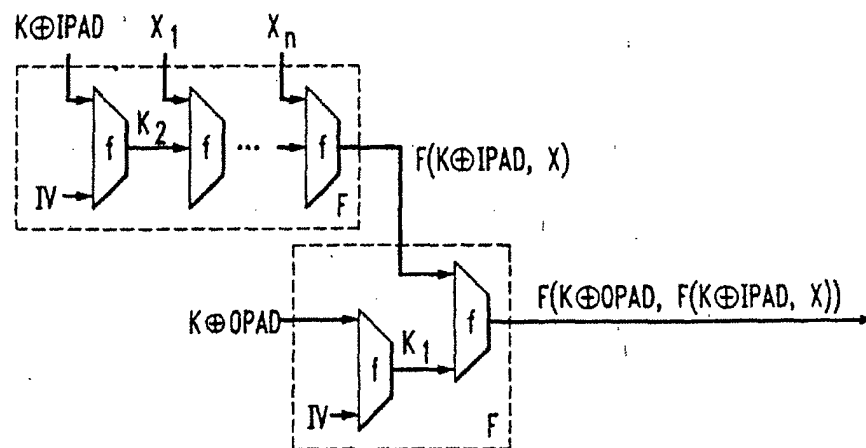 K⊕IPAD X1 Xn
f K2 f ... f
IV F
F(K⊕IPAD, X)
K⊕OPAD f K1 f
F(K⊕OPAD, F(K⊕IPAD, X))
IV F